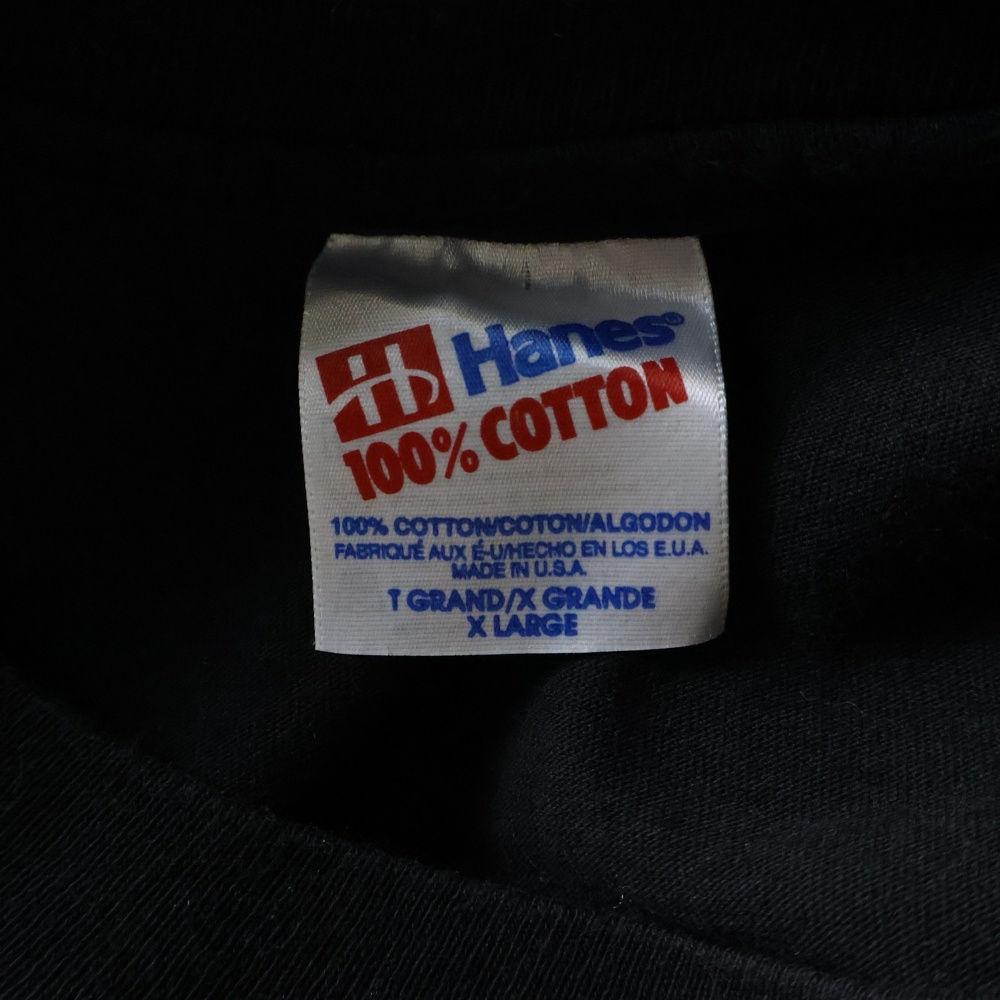 Hanes®
100% COTTON
100% COTTON/COTON/ALGODON
FABRIQUÉ AUX É-U/HECHO EN LOS E.U.A.
MADE IN U.S.A.
T GRAND/X GRANDE
X LARGE